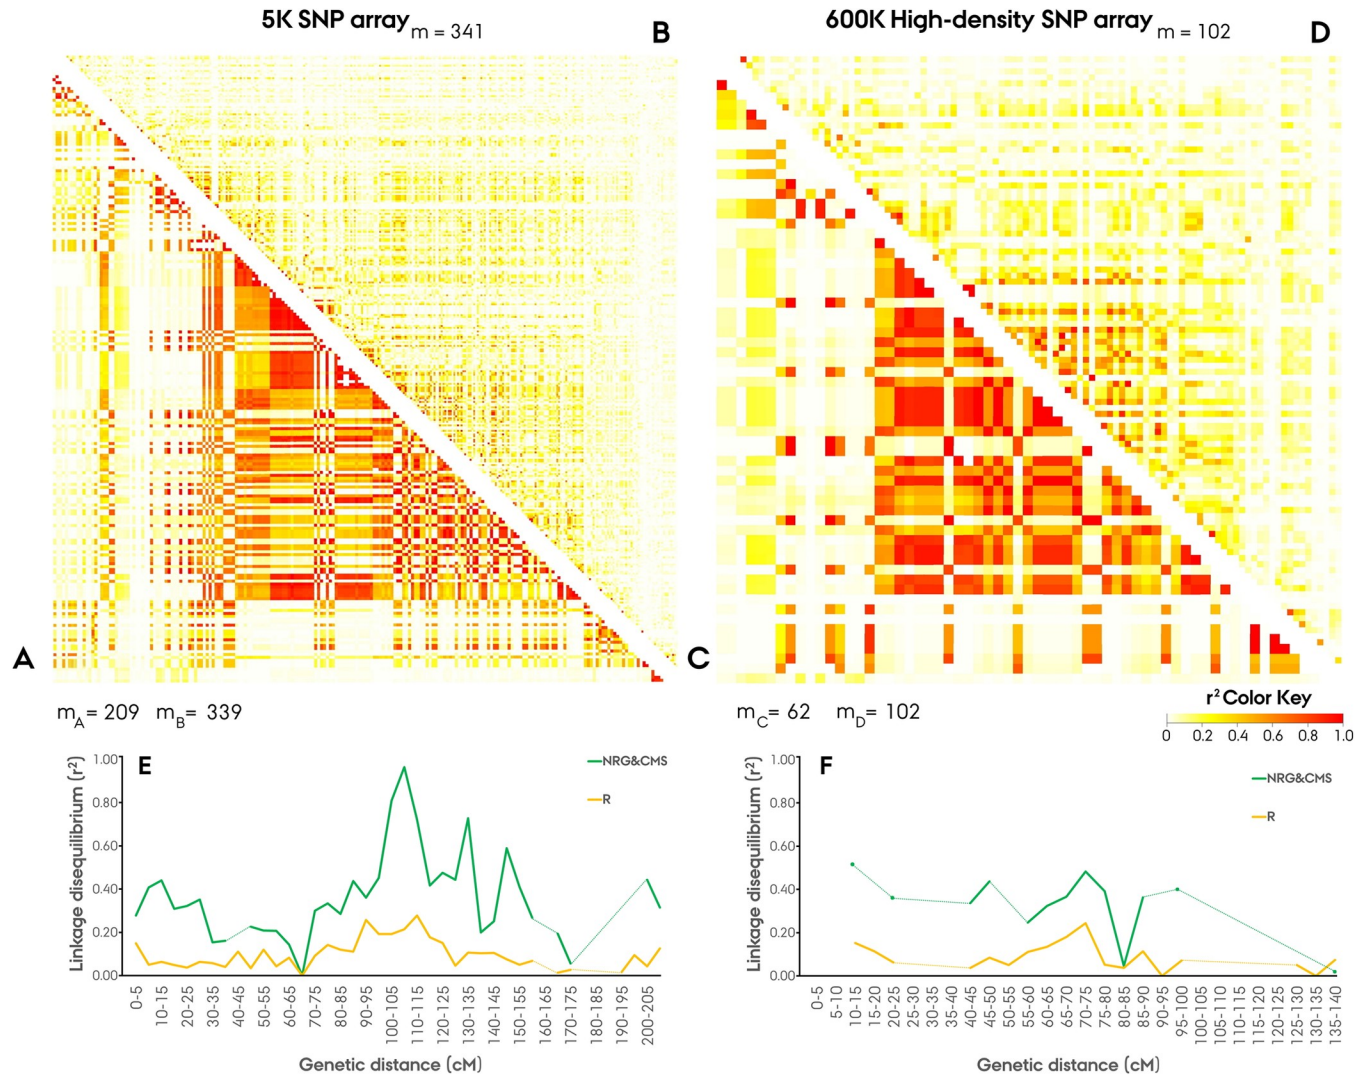 5K SNP array m = 341
B
600K High-density SNP array m = 102
D
A
C
mA = 209 mB = 339
mC = 62 mD = 102
r² Color Key
0 0.2 0.4 0.6 0.8 1.0
E
NRG&CMS
R
Linkage disequilibrium (r²)
1.00
0.80
0.60
0.40
0.20
0.00
0-5 10-15 20-25 30-35 40-45 50-55 60-65 70-75 80-85 90-95 100-105 110-115 120-125 130-135 140-145 150-155 160-165 170-175 180-185 190-195 200-205
Genetic distance (cM)
F
NRG&CMS
R
Linkage disequilibrium (r²)
1.00
0.80
0.60
0.40
0.20
0.00
0-5 5-10 10-15 15-20 20-25 25-30 30-35 35-40 40-45 45-50 50-55 55-60 60-65 65-70 70-75 75-80 80-85 85-90 90-95 95-100 100-105 105-110 110-115 115-120 120-125 125-130 130-135 135-140
Genetic distance (cM)